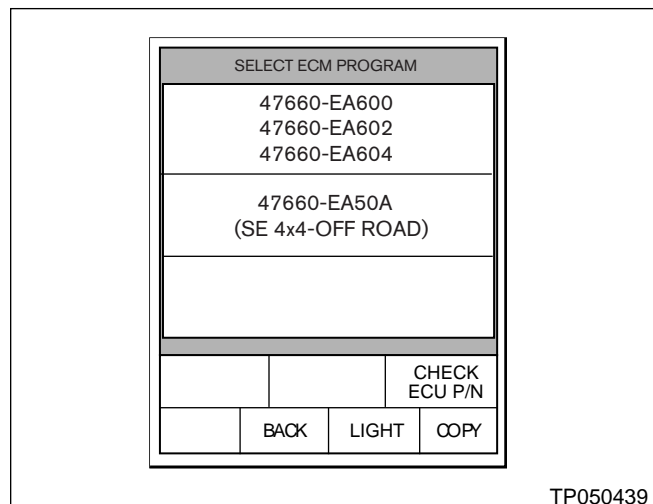 SELECT ECM PROGRAM
47660-EA600
47660-EA602
47660-EA604
47660-EA50A
(SE 4x4-OFF ROAD)
CHECK
ECU P/N
BACK LIGHT COPY
TP050439